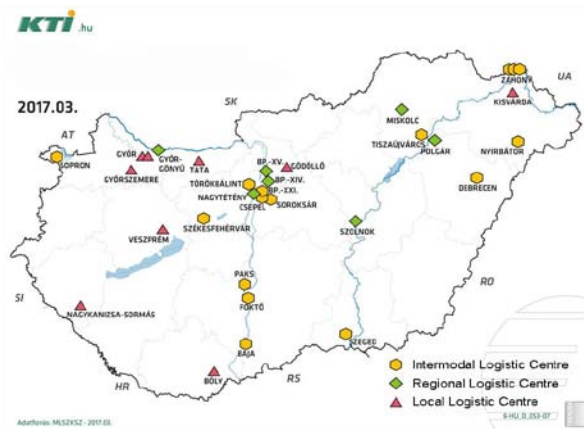 KTI.hu
2017.03.
SK
UA
AT
SI
HR
RS
RO
ZÁHONY
KISVÁRDA
MISKOLC
TISZAÚJVÁROS
POLGÁR
NYÍRBÁTOR
DEBRECEN
SOPRON
GYŐR
GYŐR-
GÖNYŰ
GYŐRSZEMERE
TATA
BP.-XV.
GÖDÖLLŐ
TÖRÖKBÁLINT
BP.-XIV.
NAGYTÉTÉNY
BP.-XXI.
CSEPEL
SOROKSÁR
SZÉKESFEHÉRVÁR
VESZPRÉM
SZOLNOK
PAKS
FOKTŐ
NAGYKANIZSA-SORMÁS
BAJA
SZEGED
BÓLY
Intermodal Logistic Centre
Regional Logistic Centre
Local Logistic Centre
Adatforrás: MLSZKSZ - 2017.03.